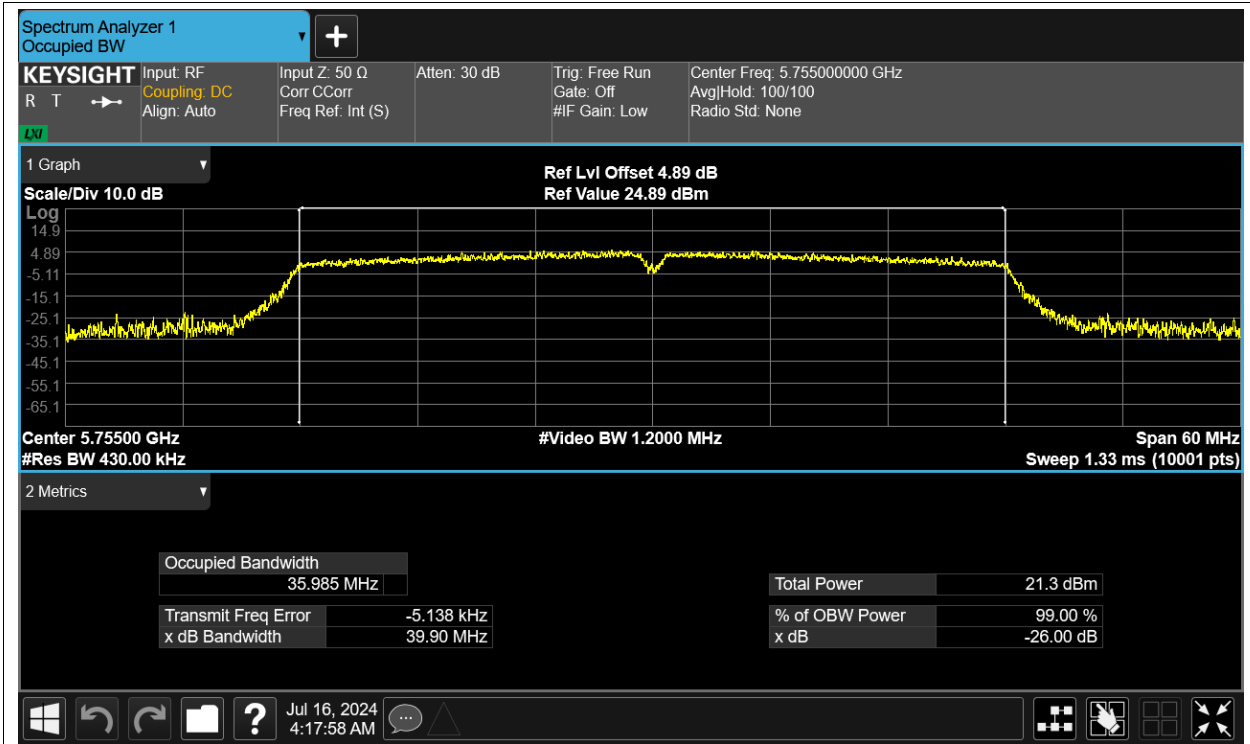 Spectrum Analyzer 1
Occupied BW
KEYSIGHT
R T
LXI
Input: RF
Coupling: DC
Align: Auto
Input Z: 50 Ω
Corr CCorr
Freq Ref: Int (S)
Atten: 30 dB
Trig: Free Run
Gate: Off
#IF Gain: Low
Center Freq: 5.755000000 GHz
Avg|Hold: 100/100
Radio Std: None
1 Graph
Scale/Div 10.0 dB
Ref Lvl Offset 4.89 dB
Ref Value 24.89 dBm
Log
14.9
4.89
-5.11
-15.1
-25.1
-35.1
-45.1
-55.1
-65.1
Center 5.75500 GHz
#Video BW 1.2000 MHz
Span 60 MHz
#Res BW 430.00 kHz
Sweep 1.33 ms (10001 pts)
2 Metrics
Occupied Bandwidth
35.985 MHz
Total Power 21.3 dBm
Transmit Freq Error -5.138 kHz
% of OBW Power 99.00 %
x dB Bandwidth 39.90 MHz
x dB -26.00 dB
?
Jul 16, 2024
4:17:58 AM